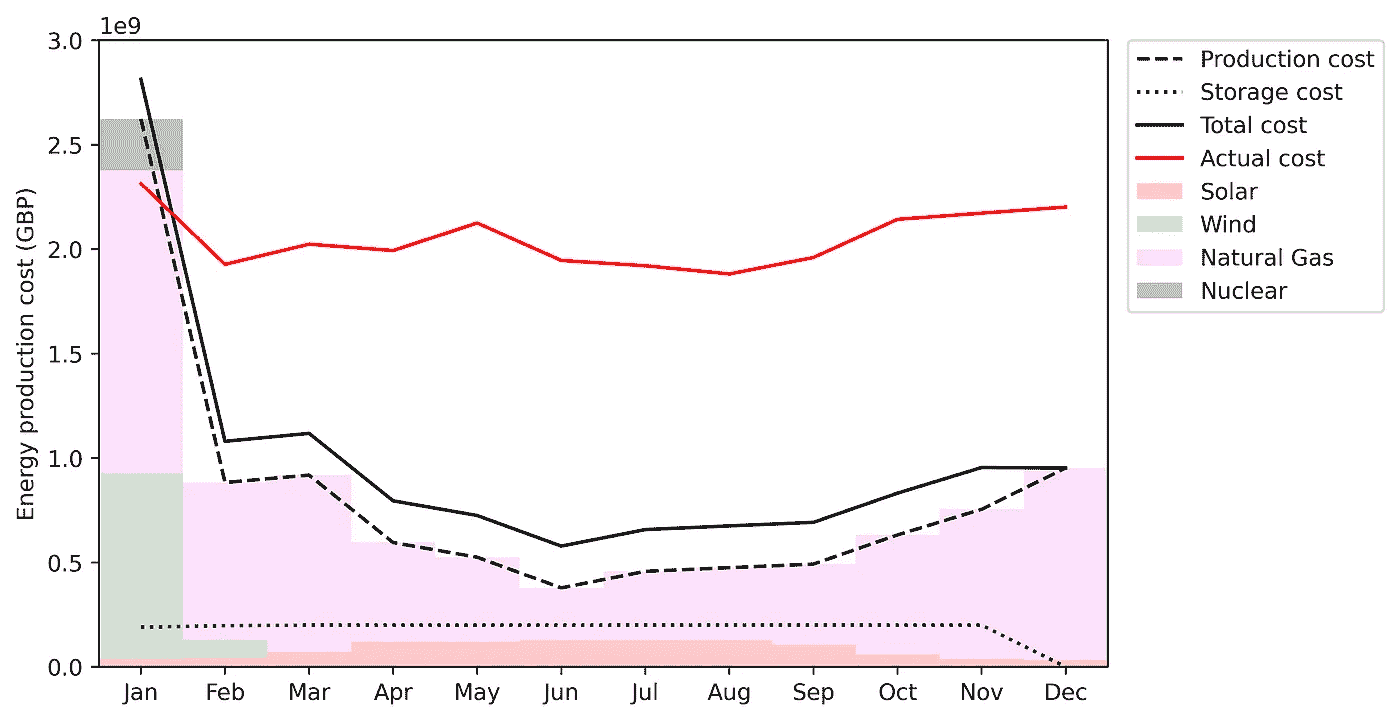 1e9
3.0
2.5
2.0
1.5
1.0
0.5
0.0
Energy production cost (GBP)
Jan Feb Mar Apr May Jun Jul Aug Sep Oct Nov Dec
Production cost
Storage cost
Total cost
Actual cost
Solar
Wind
Natural Gas
Nuclear